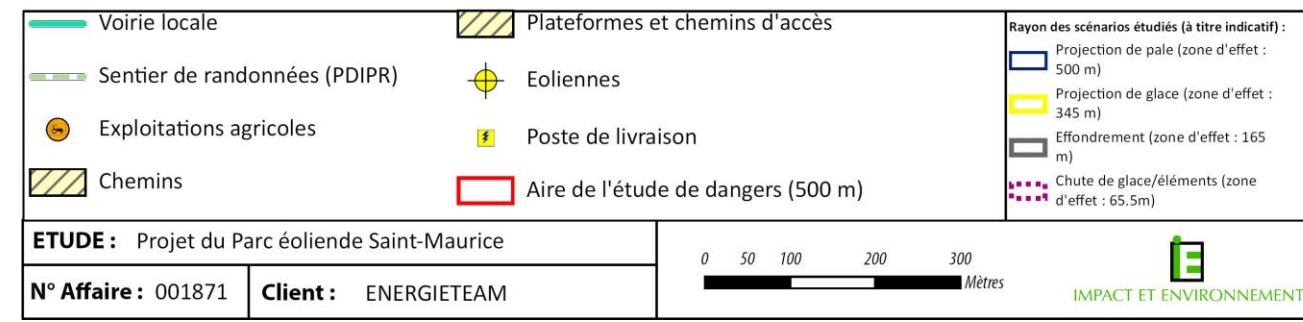 Voirie locale
Sentier de randonnées (PDIPR)
Exploitations agricoles
Chemins
Plateformes et chemins d'accès
Eoliennes
Poste de livraison
Aire de l'étude de dangers (500 m)
Rayon des scénarios étudiés (à titre indicatif) :
Projection de pale (zone d'effet :
500 m)
Projection de glace (zone d'effet :
345 m)
Effondrement (zone d'effet : 165
m)
Chute de glace/éléments (zone
d'effet : 65.5m)
ETUDE : Projet du Parc éoliende Saint-Maurice
N° Affaire : 001871 Client : ENERGIETEAM
0 50 100 200 300
Mètres
IE
IMPACT ET ENVIRONNEMENT